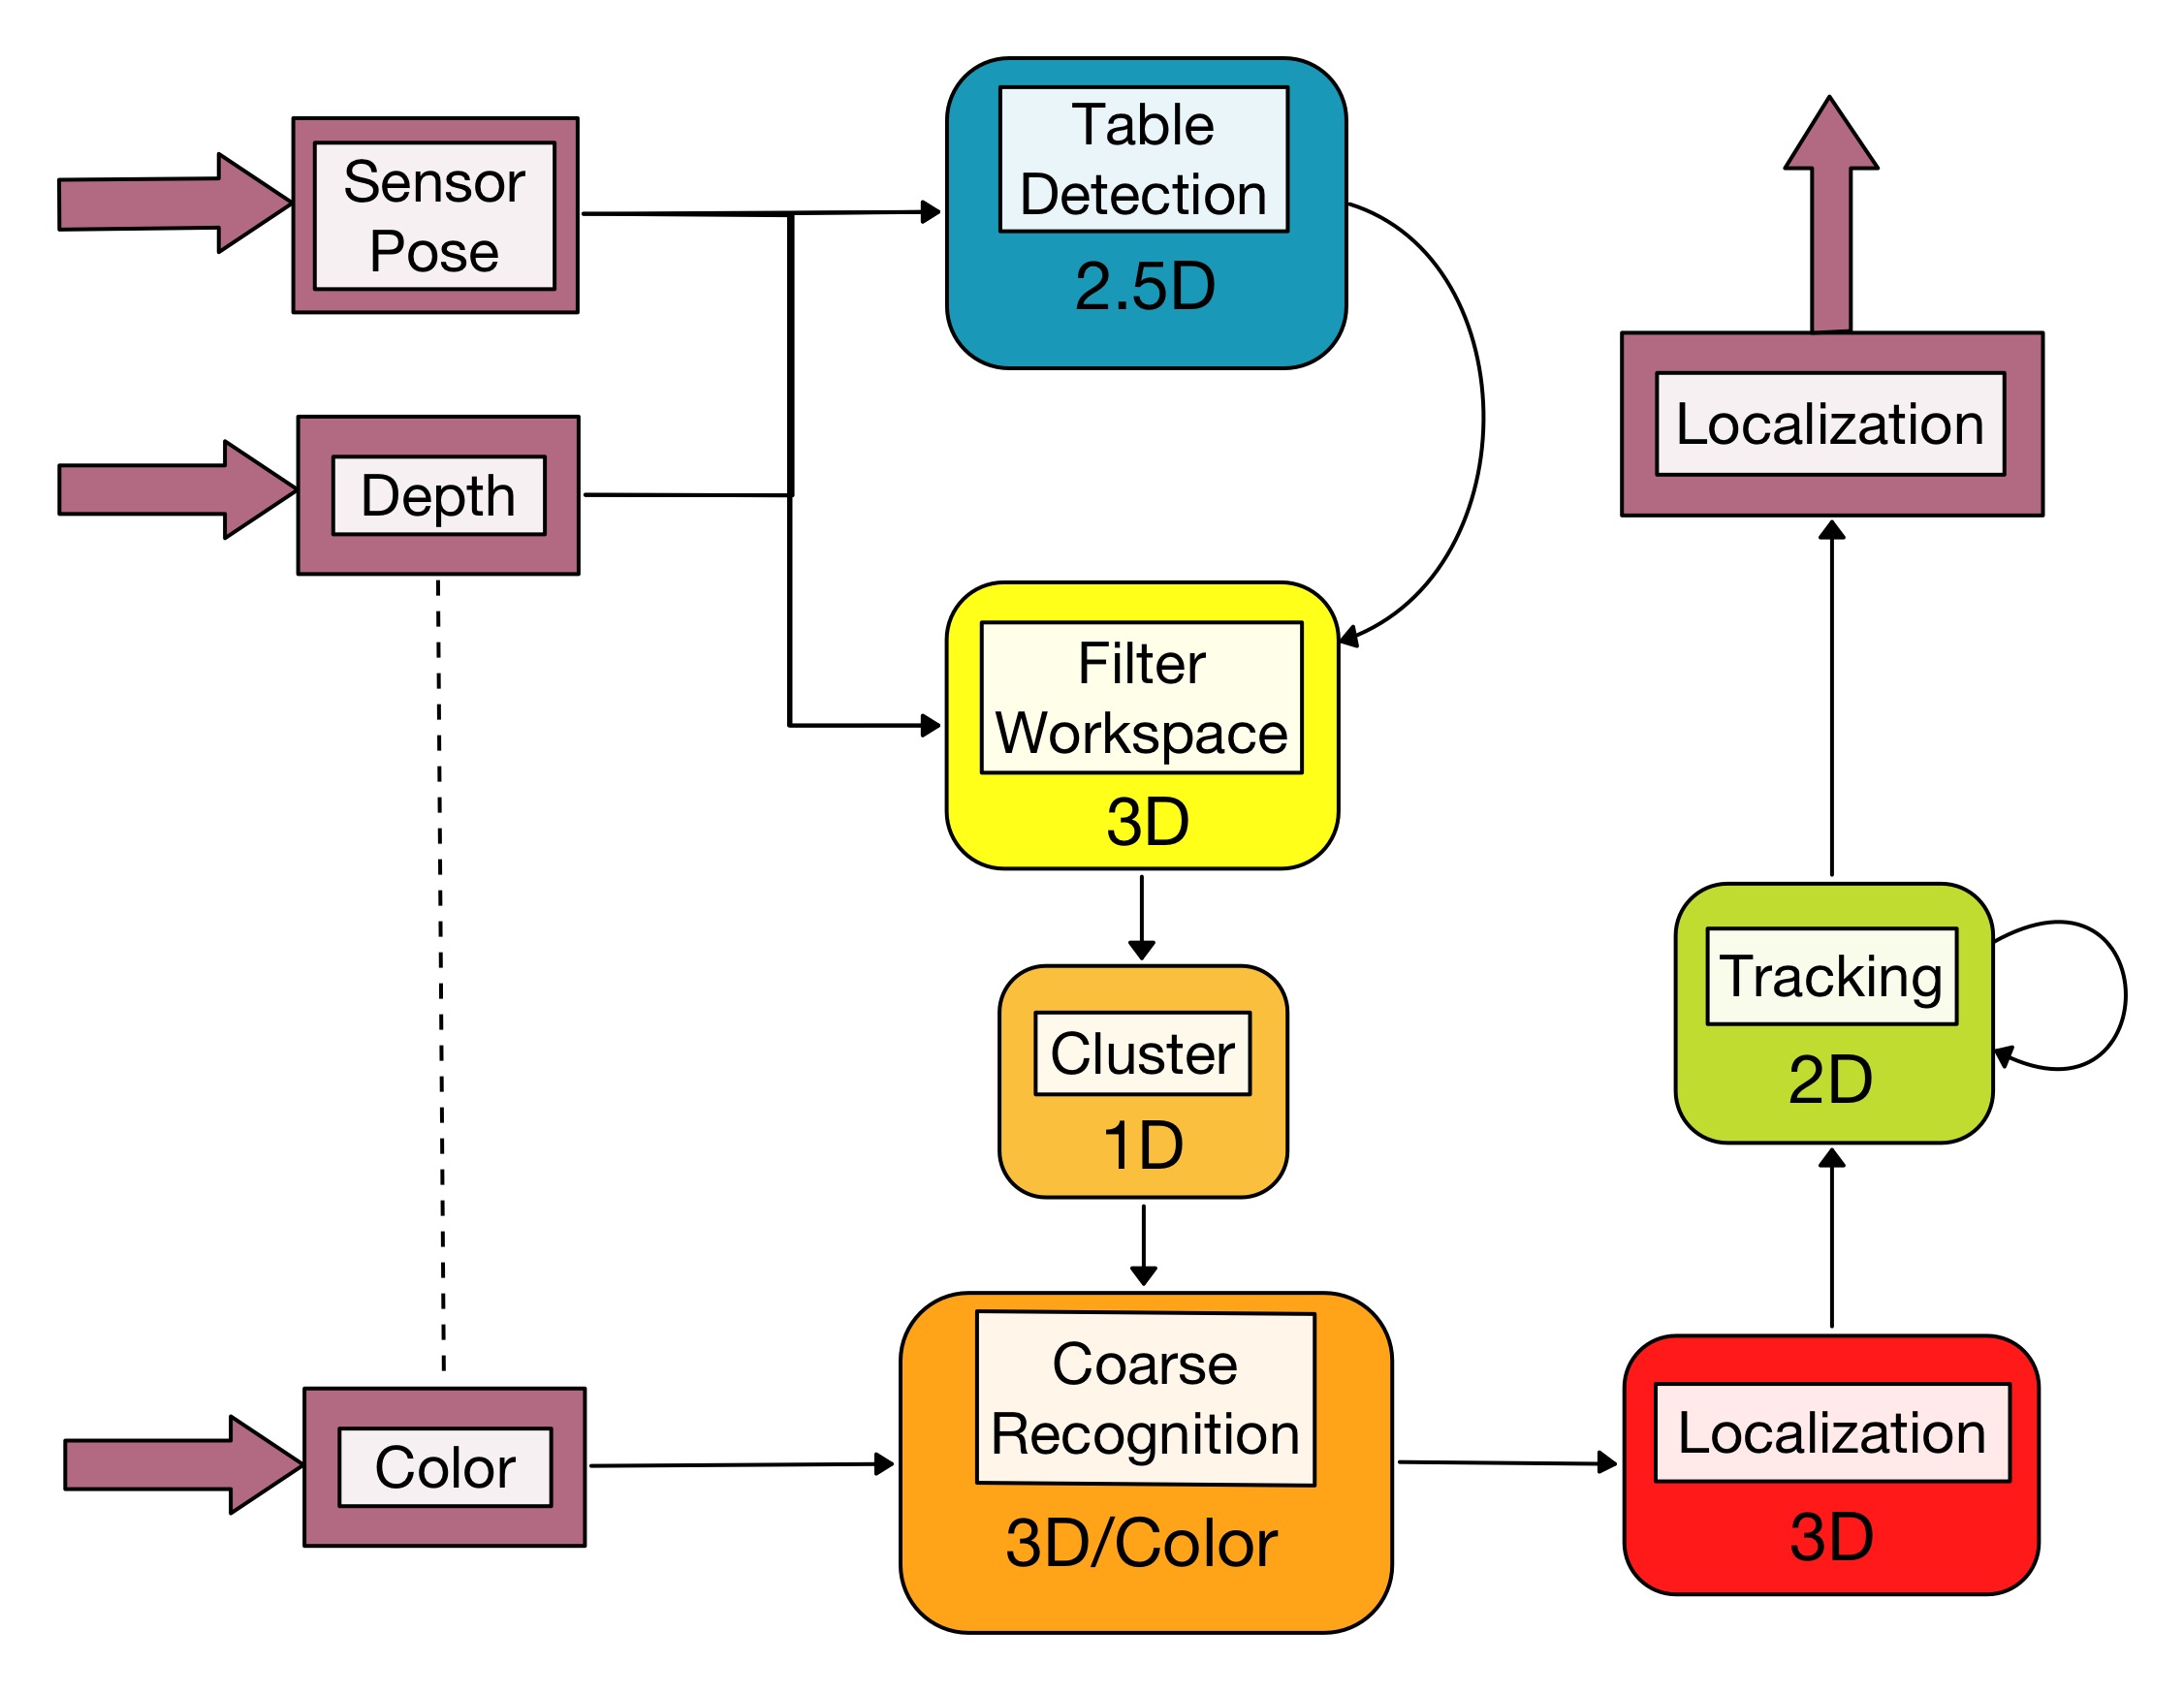 Sensor
Pose
Depth
Color
Table
Detection
2.5D
Filter
Workspace
3D
Cluster
1D
Coarse
Recognition
3D/Color
Localization
Tracking
2D
Localization
3D